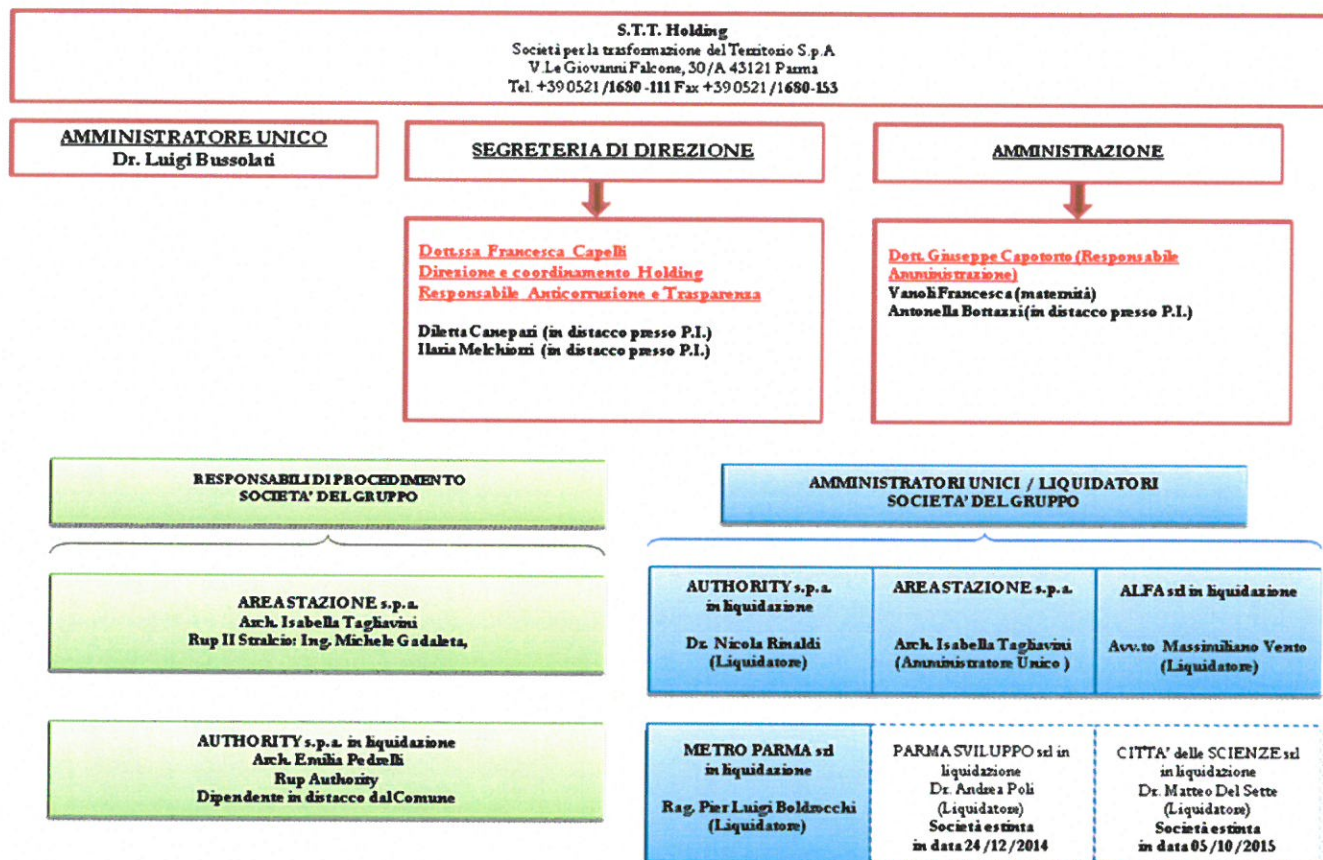 S.T.T. Holding
Società per la trasformazione del Territorio S.p.A
V.Le Giovanni Falcone, 30/A 43121 Parma
Tel. +39 0521 /1680 -111 Fax +39 0521 /1680-153
AMMINISTRATORE UNICO
Dr. Luigi Bussolati
SEGRETERIA DI DIREZIONE
AMMINISTRAZIONE
Dott.ssa Francesca Capelli
Direzione e coordinamento Holding
Responsabile Anticorruzione e Trasparenza
Diletta Canepari (in distacco presso P.I.)
Ilaria Melchiorri (in distacco presso P.I.)
Dott. Giuseppe Capotorto (Responsabile
Amministrazione)
Vanoli Francesca (maternità)
Antonella Bottazzi (in distacco presso P.I.)
RESPONSABILI DI PROCEDIMENTO
SOCIETA' DEL GRUPPO
AREA STAZIONE s.p.a.
Arch. Isabella Tagliavini
Rup II Stralcio: Ing. Michele Gadaleta,
AUTHORITY s.p.a. in liquidazione
Arch. Emilia Pedrelli
Rup Authority
Dipendente in distacco dal Comune
AMMINISTRATORI UNICI / LIQUIDATORI
SOCIETA' DEL GRUPPO
AUTHORITY s.p.a.
in liquidazione
Dr. Nicola Rinaldi
(Liquidatore)
AREA STAZIONE s.p.a.
Arch. Isabella Tagliavini
(Amministratore Unico )
ALFA srl in liquidazione
Avv.to Massimiliano Vento
(Liquidatore)
METRO PARMA srl
in liquidazione
Rag. Pier Luigi Boldrocchi
(Liquidatore)
PARMA SVILUPPO srl in
liquidazione
Dr. Andrea Poli
(Liquidatore)
Società estinta
in data 24 /12 /2014
CITTA' delle SCIENZE srl
in liquidazione
Dr. Matteo Del Sette
(Liquidatore)
Società estinta
in data 05 /10 /2015